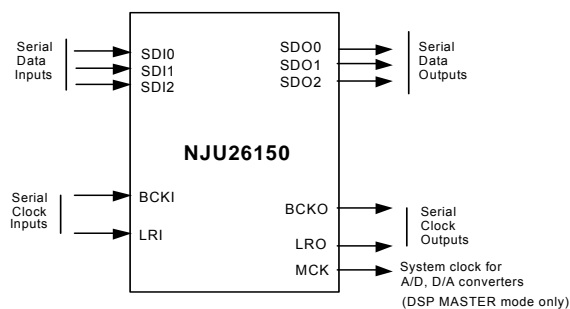 Serial
Data
Inputs
SDI0
SDI1
SDI2
SDO0
SDO1
SDO2
Serial
Data
Outputs
NJU26150
Serial
Clock
Inputs
BCKI
LRI
BCKO
LRO
MCK
Serial
Clock
Outputs
System clock for
A/D, D/A converters
(DSP MASTER mode only)